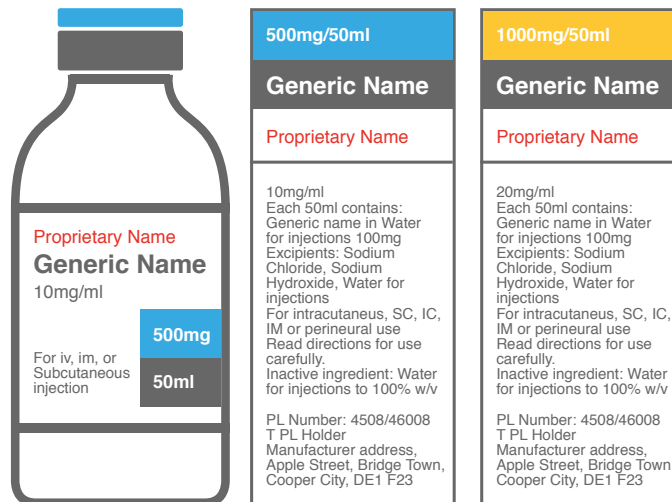 Proprietary Name
Generic Name
10mg/ml
500mg
For iv, im, or
Subcutaneous
injection
50ml
500mg/50ml
Generic Name
Proprietary Name
10mg/ml
Each 50ml contains:
Generic name in Water
for injections 100mg
Excipients: Sodium
Chloride, Sodium
Hydroxide, Water for
injections
For intracutaneus, SC, IC,
IM or perineural use
Read directions for use
carefully.
Inactive ingredient: Water
for injections to 100% w/v
PL Number: 4508/46008
T PL Holder
Manufacturer address,
Apple Street, Bridge Town,
Cooper City, DE1 F23
1000mg/50ml
Generic Name
Proprietary Name
20mg/ml
Each 50ml contains:
Generic name in Water
for injections 100mg
Excipients: Sodium
Chloride, Sodium
Hydroxide, Water for
injections
For intracutaneus, SC, IC,
IM or perineural use
Read directions for use
carefully.
Inactive ingredient: Water
for injections to 100% w/v
PL Number: 4508/46008
T PL Holder
Manufacturer address,
Apple Street, Bridge Town
Cooper City, DE1 F23